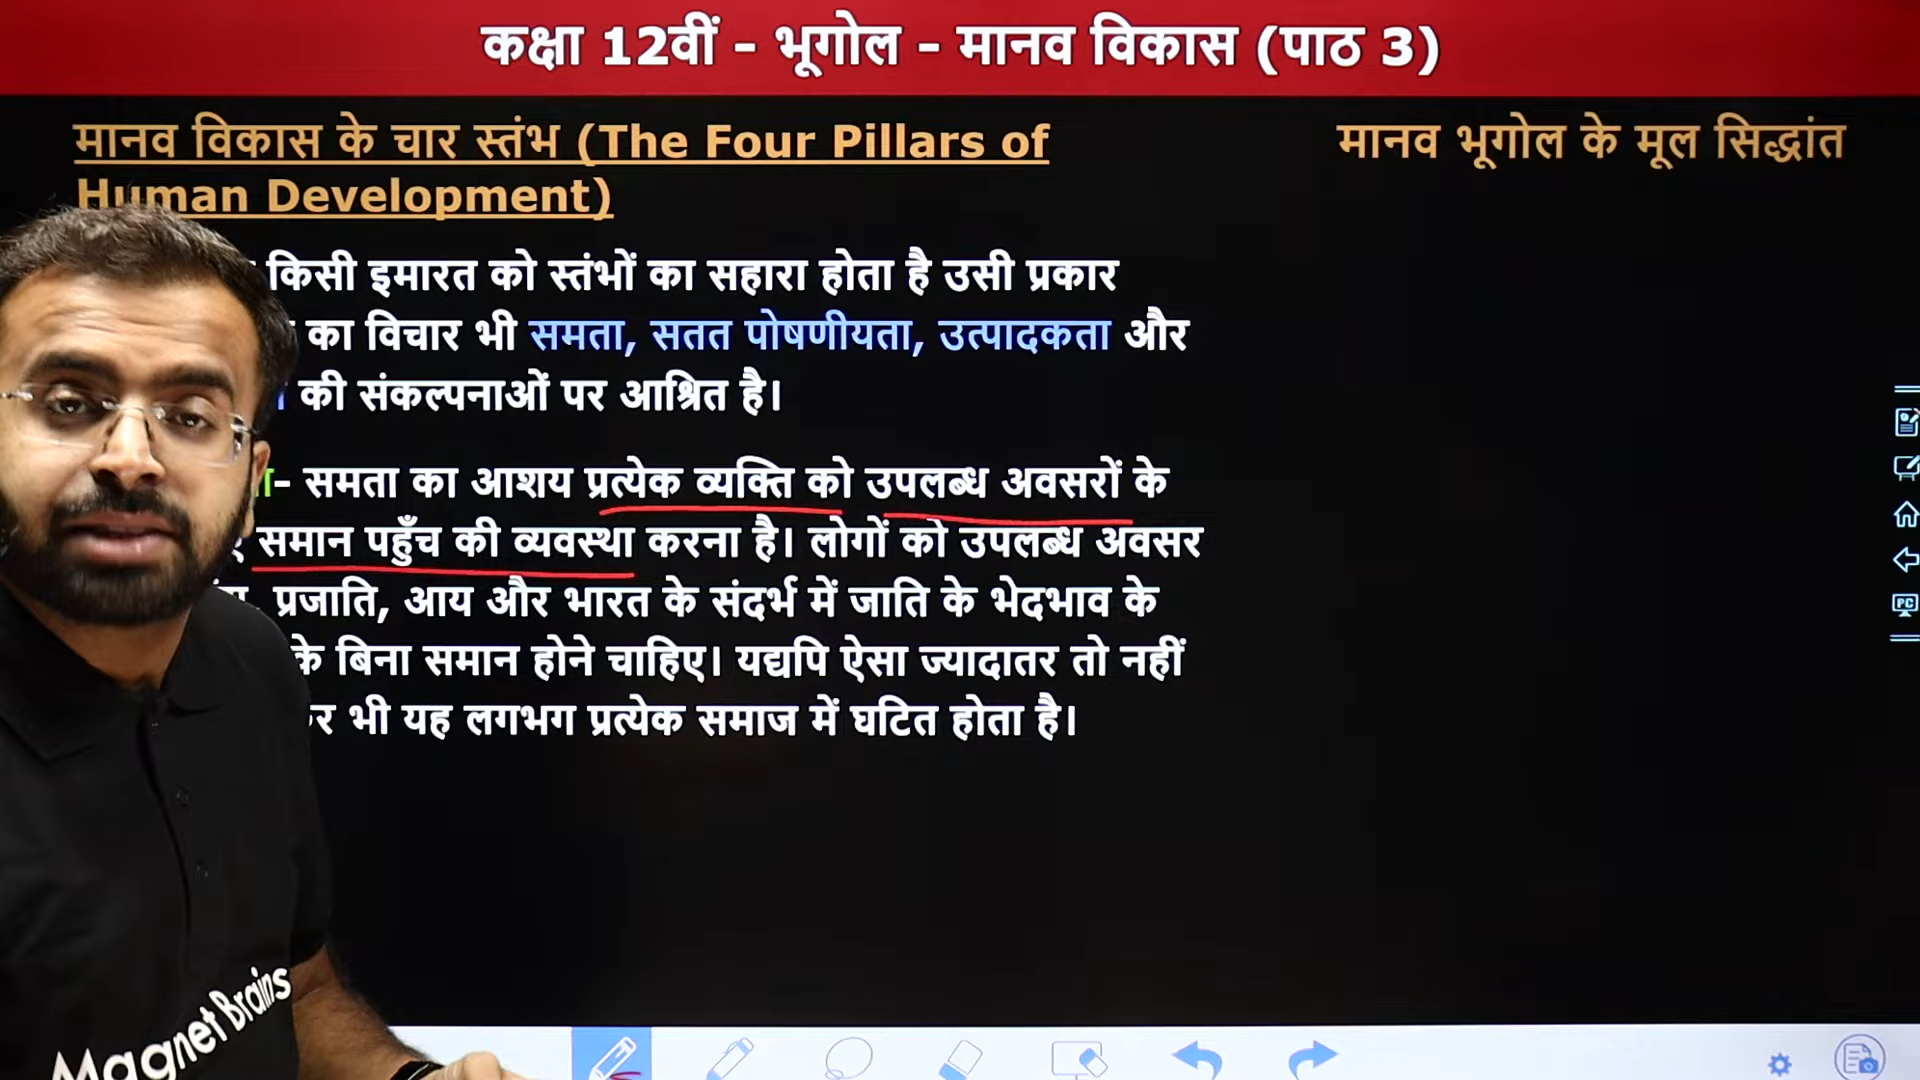 कक्षा 12वीं - भूगोल - मानव विकास (पाठ 3)
मानव विकास के चार स्तंभ (The Four Pillars of
Human Development)
मानव भूगोल के मूल सिद्धांत
किसी इमारत को स्तंभों का सहारा होता है उसी प्रकार
का विचार भी समता, सतत पोषणीयता, उत्पादकता और
की संकल्पनाओं पर आश्रित है।
- समता का आशय प्रत्येक व्यक्ति को उपलब्ध अवसरों के
समान पहुँच की व्यवस्था करना है। लोगों को उपलब्ध अवसर
प्रजाति, आय और भारत के संदर्भ में जाति के भेदभाव के
के बिना समान होने चाहिए। यद्यपि ऐसा ज्यादातर तो नहीं
भी यह लगभग प्रत्येक समाज में घटित होता है।
Magnet Brains
PC